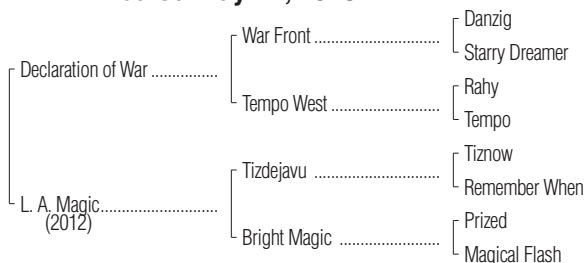 Danzig
War Front ............................
Starry Dreamer
Declaration of War ................
Rahy
Tempo West ..........................
Tempo
Tiznow
Tizdejavu ..............................
Remember When
L. A. Magic............................
(2012)
Prized
Bright Magic ........................
Magical Flash